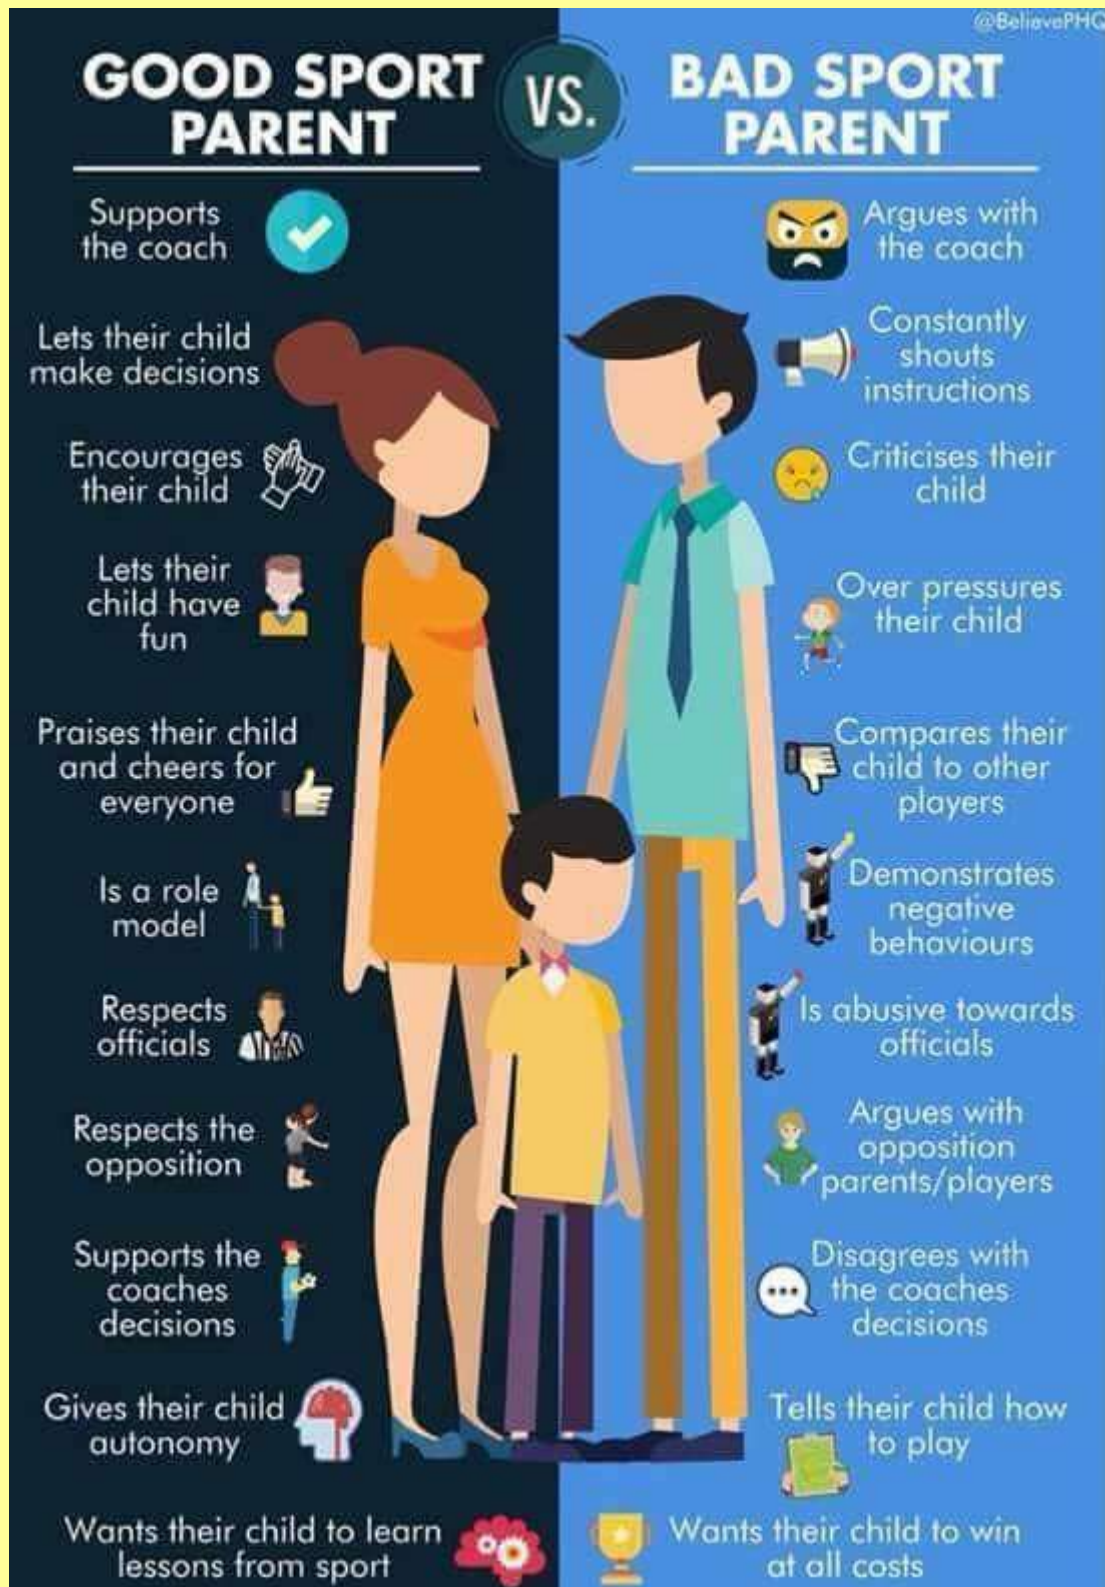 @BelievePHQ
GOOD SPORT
PARENT
VS.
BAD SPORT
PARENT
Supports
the coach
Lets their child
make decisions
Encourages
their child
Lets their
child have
fun
Praises their child
and cheers for
everyone
Is a role
model
Respects
officials
Respects the
opposition
Supports the
coaches
decisions
Gives their child
autonomy
Wants their child to learn
lessons from sport
Argues with
the coach
Constantly
shouts
instructions
Criticises their
child
Over pressures
their child
Compares their
child to other
players
Demonstrates
negative
behaviours
Is abusive towards
officials
Argues with
opposition
parents/players
Disagrees with
the coaches
decisions
Tells their child how
to play
Wants their child to win
at all costs